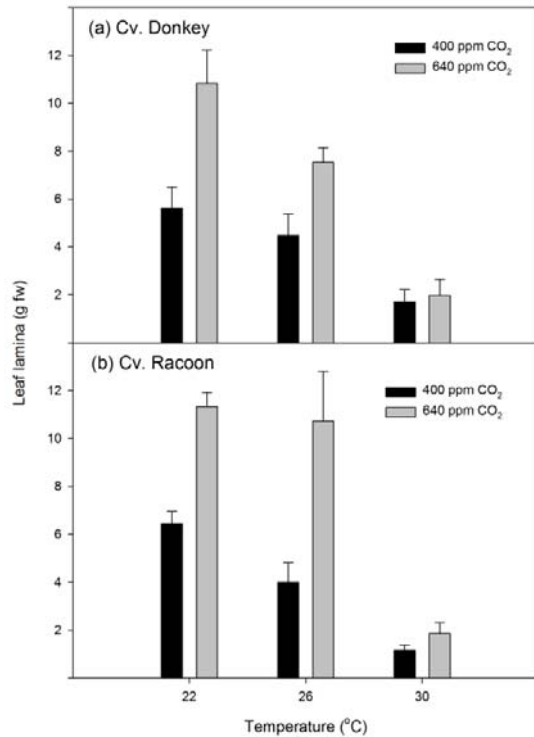 (a) Cv. Donkey
400 ppm CO₂
640 ppm CO₂
12
10
8
6
4
2
Leaf lamina (g fw)
(b) Cv. Racoon
400 ppm CO₂
640 ppm CO₂
12
10
8
6
4
2
22 26 30
Temperature (°C)